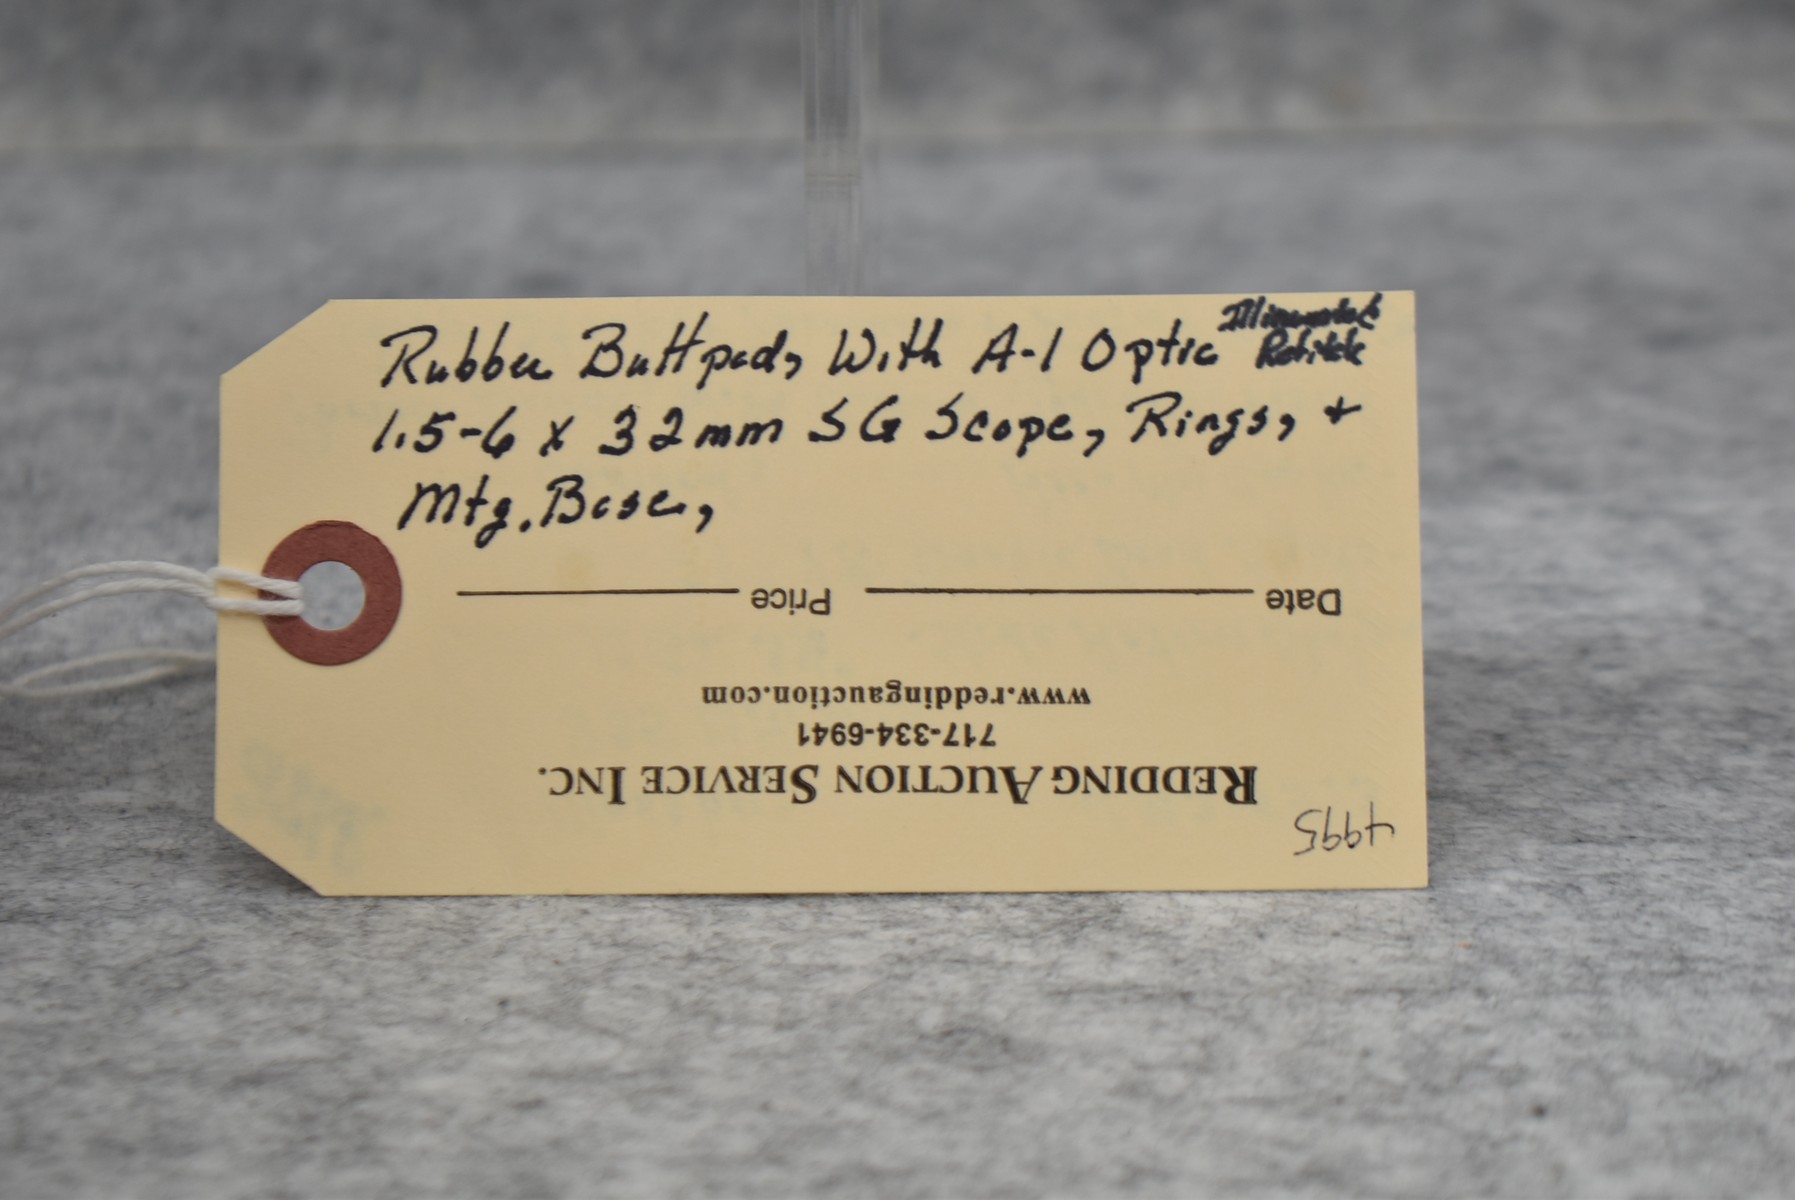 Rubber Buttpad, With A-1 Optic Illuminated
Reticle
1.5-6 x 32mm SG Scope, Rings, +
Mtg. Base,
Date Price
www.reddingauction.com
717-334-6941
REDDING AUCTION SERVICE INC.
4995